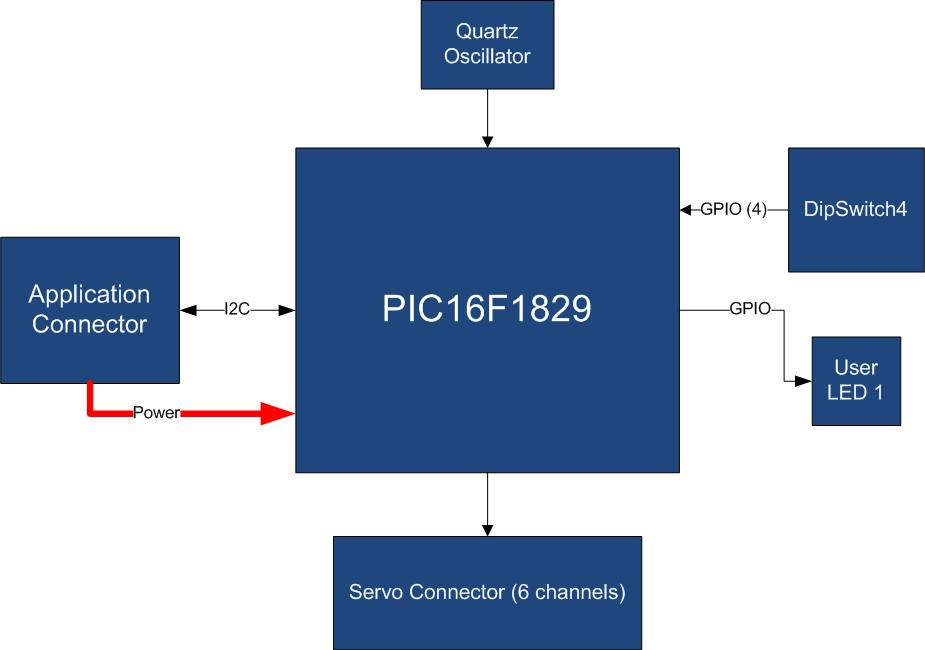 Quartz
Oscillator
GPIO (4)
DipSwitch4
Application
Connector
I2C
PIC16F1829
GPIO
User
LED 1
Power
Servo Connector (6 channels)